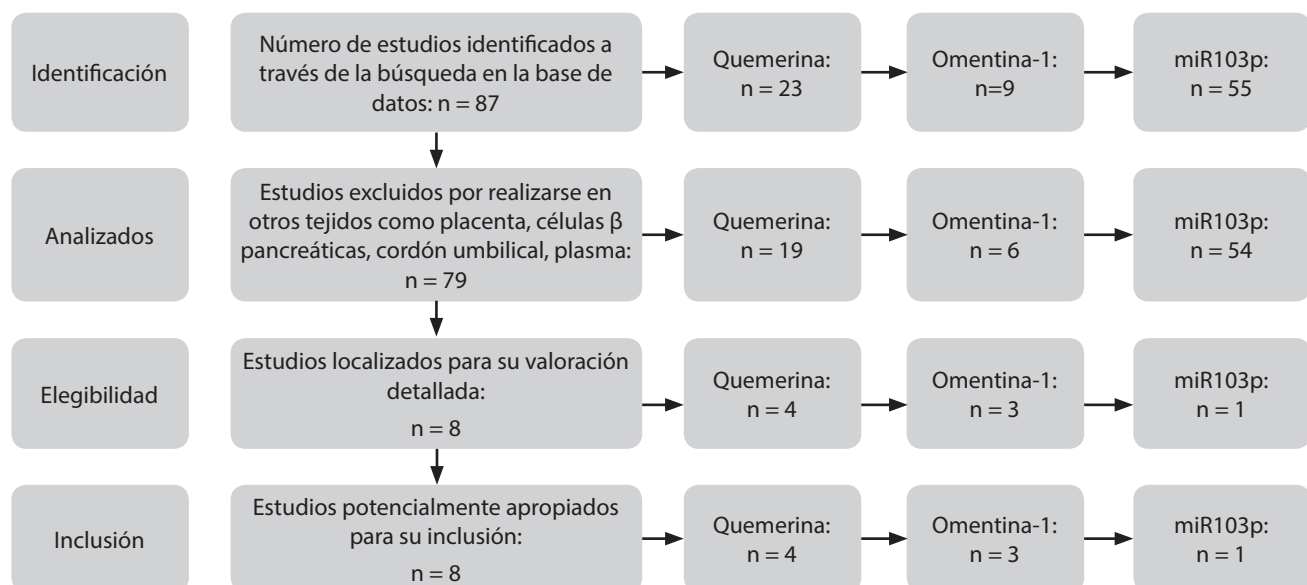 Identificación
Número de estudios identificados a
través de la búsqueda en la base de
datos: n = 87
Quemerina:
n = 23
Omentina-1:
n=9
miR103p:
n = 55
Analizados
Estudios excluidos por realizarse en
otros tejidos como placenta, células β
pancreáticas, cordón umbilical, plasma:
n = 79
Quemerina:
n = 19
Omentina-1:
n = 6
miR103p:
n = 54
Elegibilidad
Estudios localizados para su valoración
detallada:
n = 8
Quemerina:
n = 4
Omentina-1:
n = 3
miR103p:
n = 1
Inclusión
Estudios potencialmente apropiados
para su inclusión:
n = 8
Quemerina:
n = 4
Omentina-1:
n = 3
miR103p:
n = 1